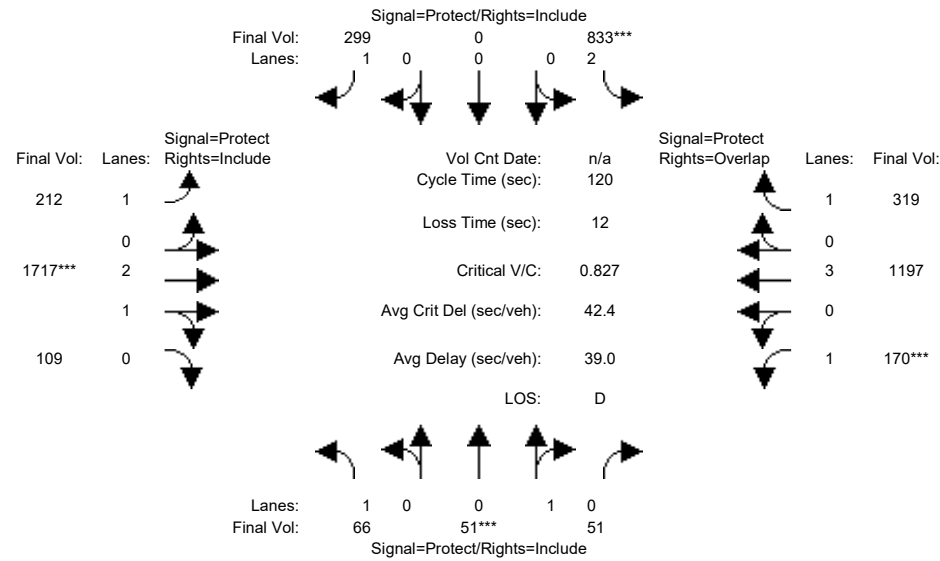 Signal=Protect/Rights=Include
Final Vol: 299 0 833***
Lanes: 1 0 0 0 2
Signal=Protect Signal=Protect
Final Vol: Lanes: Rights=Include Vol Cnt Date: n/a Rights=Overlap Lanes: Final Vol:
Cycle Time (sec): 120
212 1 1 319
Loss Time (sec): 12
0 0
1717*** 2 Critical V/C: 0.827 3 1197
1 Avg Crit Del (sec/veh): 42.4 0
109 0 Avg Delay (sec/veh): 39.0 1 170***
LOS: D
Lanes: 1 0 0 1 0
Final Vol: 66 51*** 51
Signal=Protect/Rights=Include